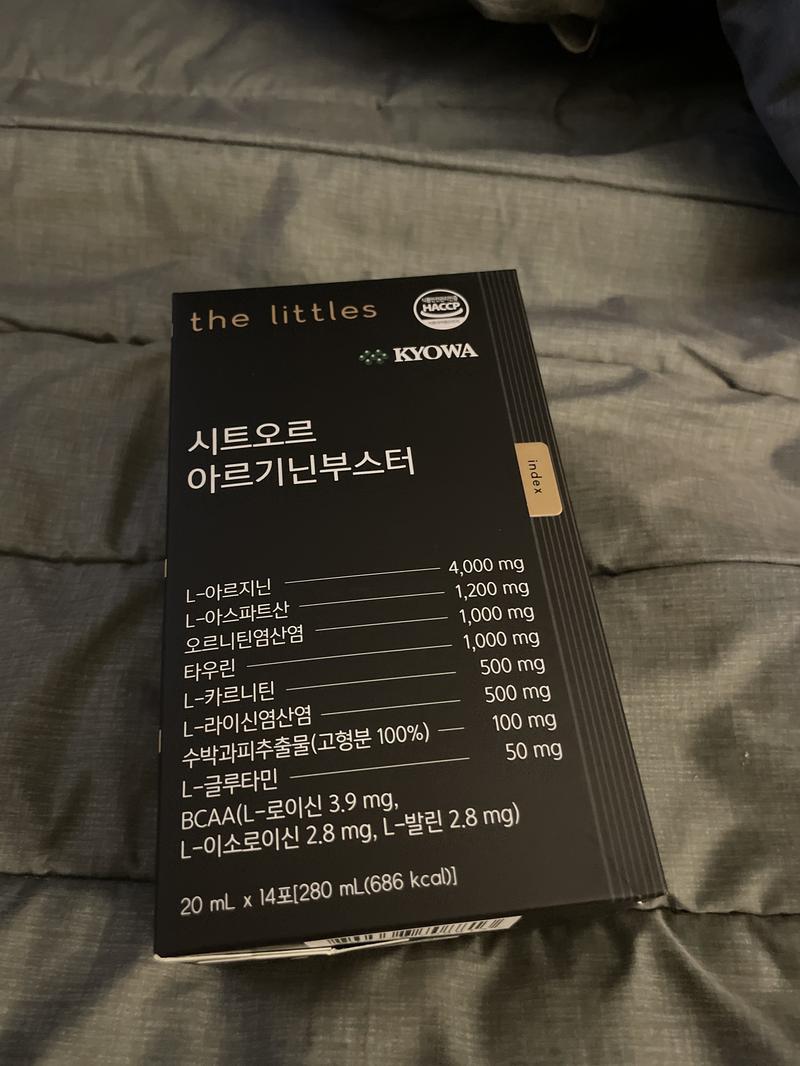 the littles
HACCP
KYOWA
시트오르
아르기닌부스터
index
L-아르지닌 4,000 mg
L-아스파트산 1,200 mg
오르니틴염산염 1,000 mg
타우린 1,000 mg
L-카르니틴 500 mg
L-라이신염산염 500 mg
수박과피추출물(고형분 100%) 100 mg
L-글루타민 50 mg
BCAA(L-로이신 3.9 mg,
L-이소로이신 2.8 mg, L-발린 2.8 mg)
20 mL x 14포[280 mL(686 kcal)]